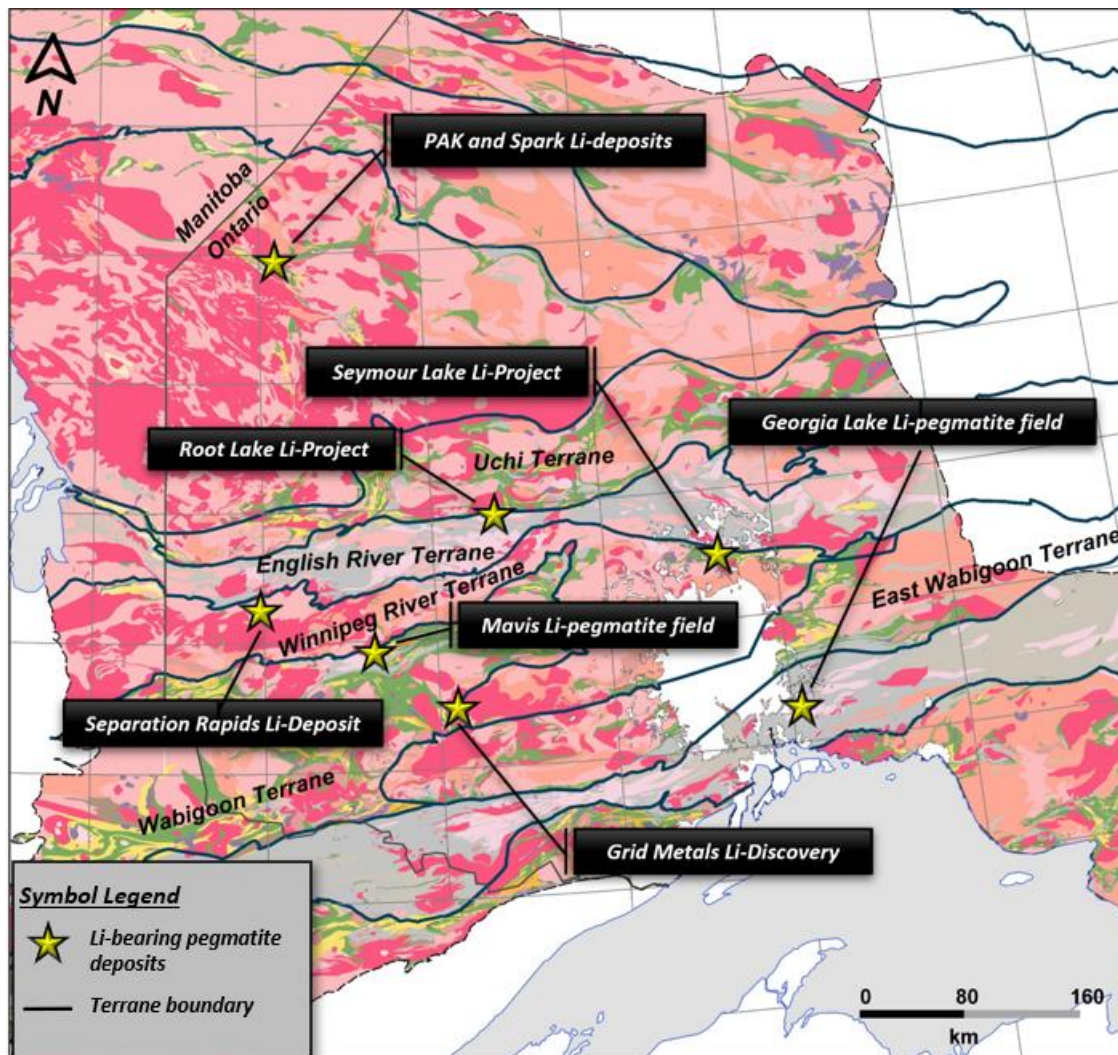 N
PAK and Spark Li-deposits
Manitoba
Ontario
Seymour Lake Li-Project
Georgia Lake Li-pegmatite field
Root Lake Li-Project
Uchi Terrane
English River Terrane
East Wabigoon Terrane
Winnipeg River Terrane
Mavis Li-pegmatite field
Separation Rapids Li-Deposit
Wabigoon Terrane
Grid Metals Li-Discovery
Symbol Legend
Li-bearing pegmatite
deposits
Terrane boundary
0 80 160
km